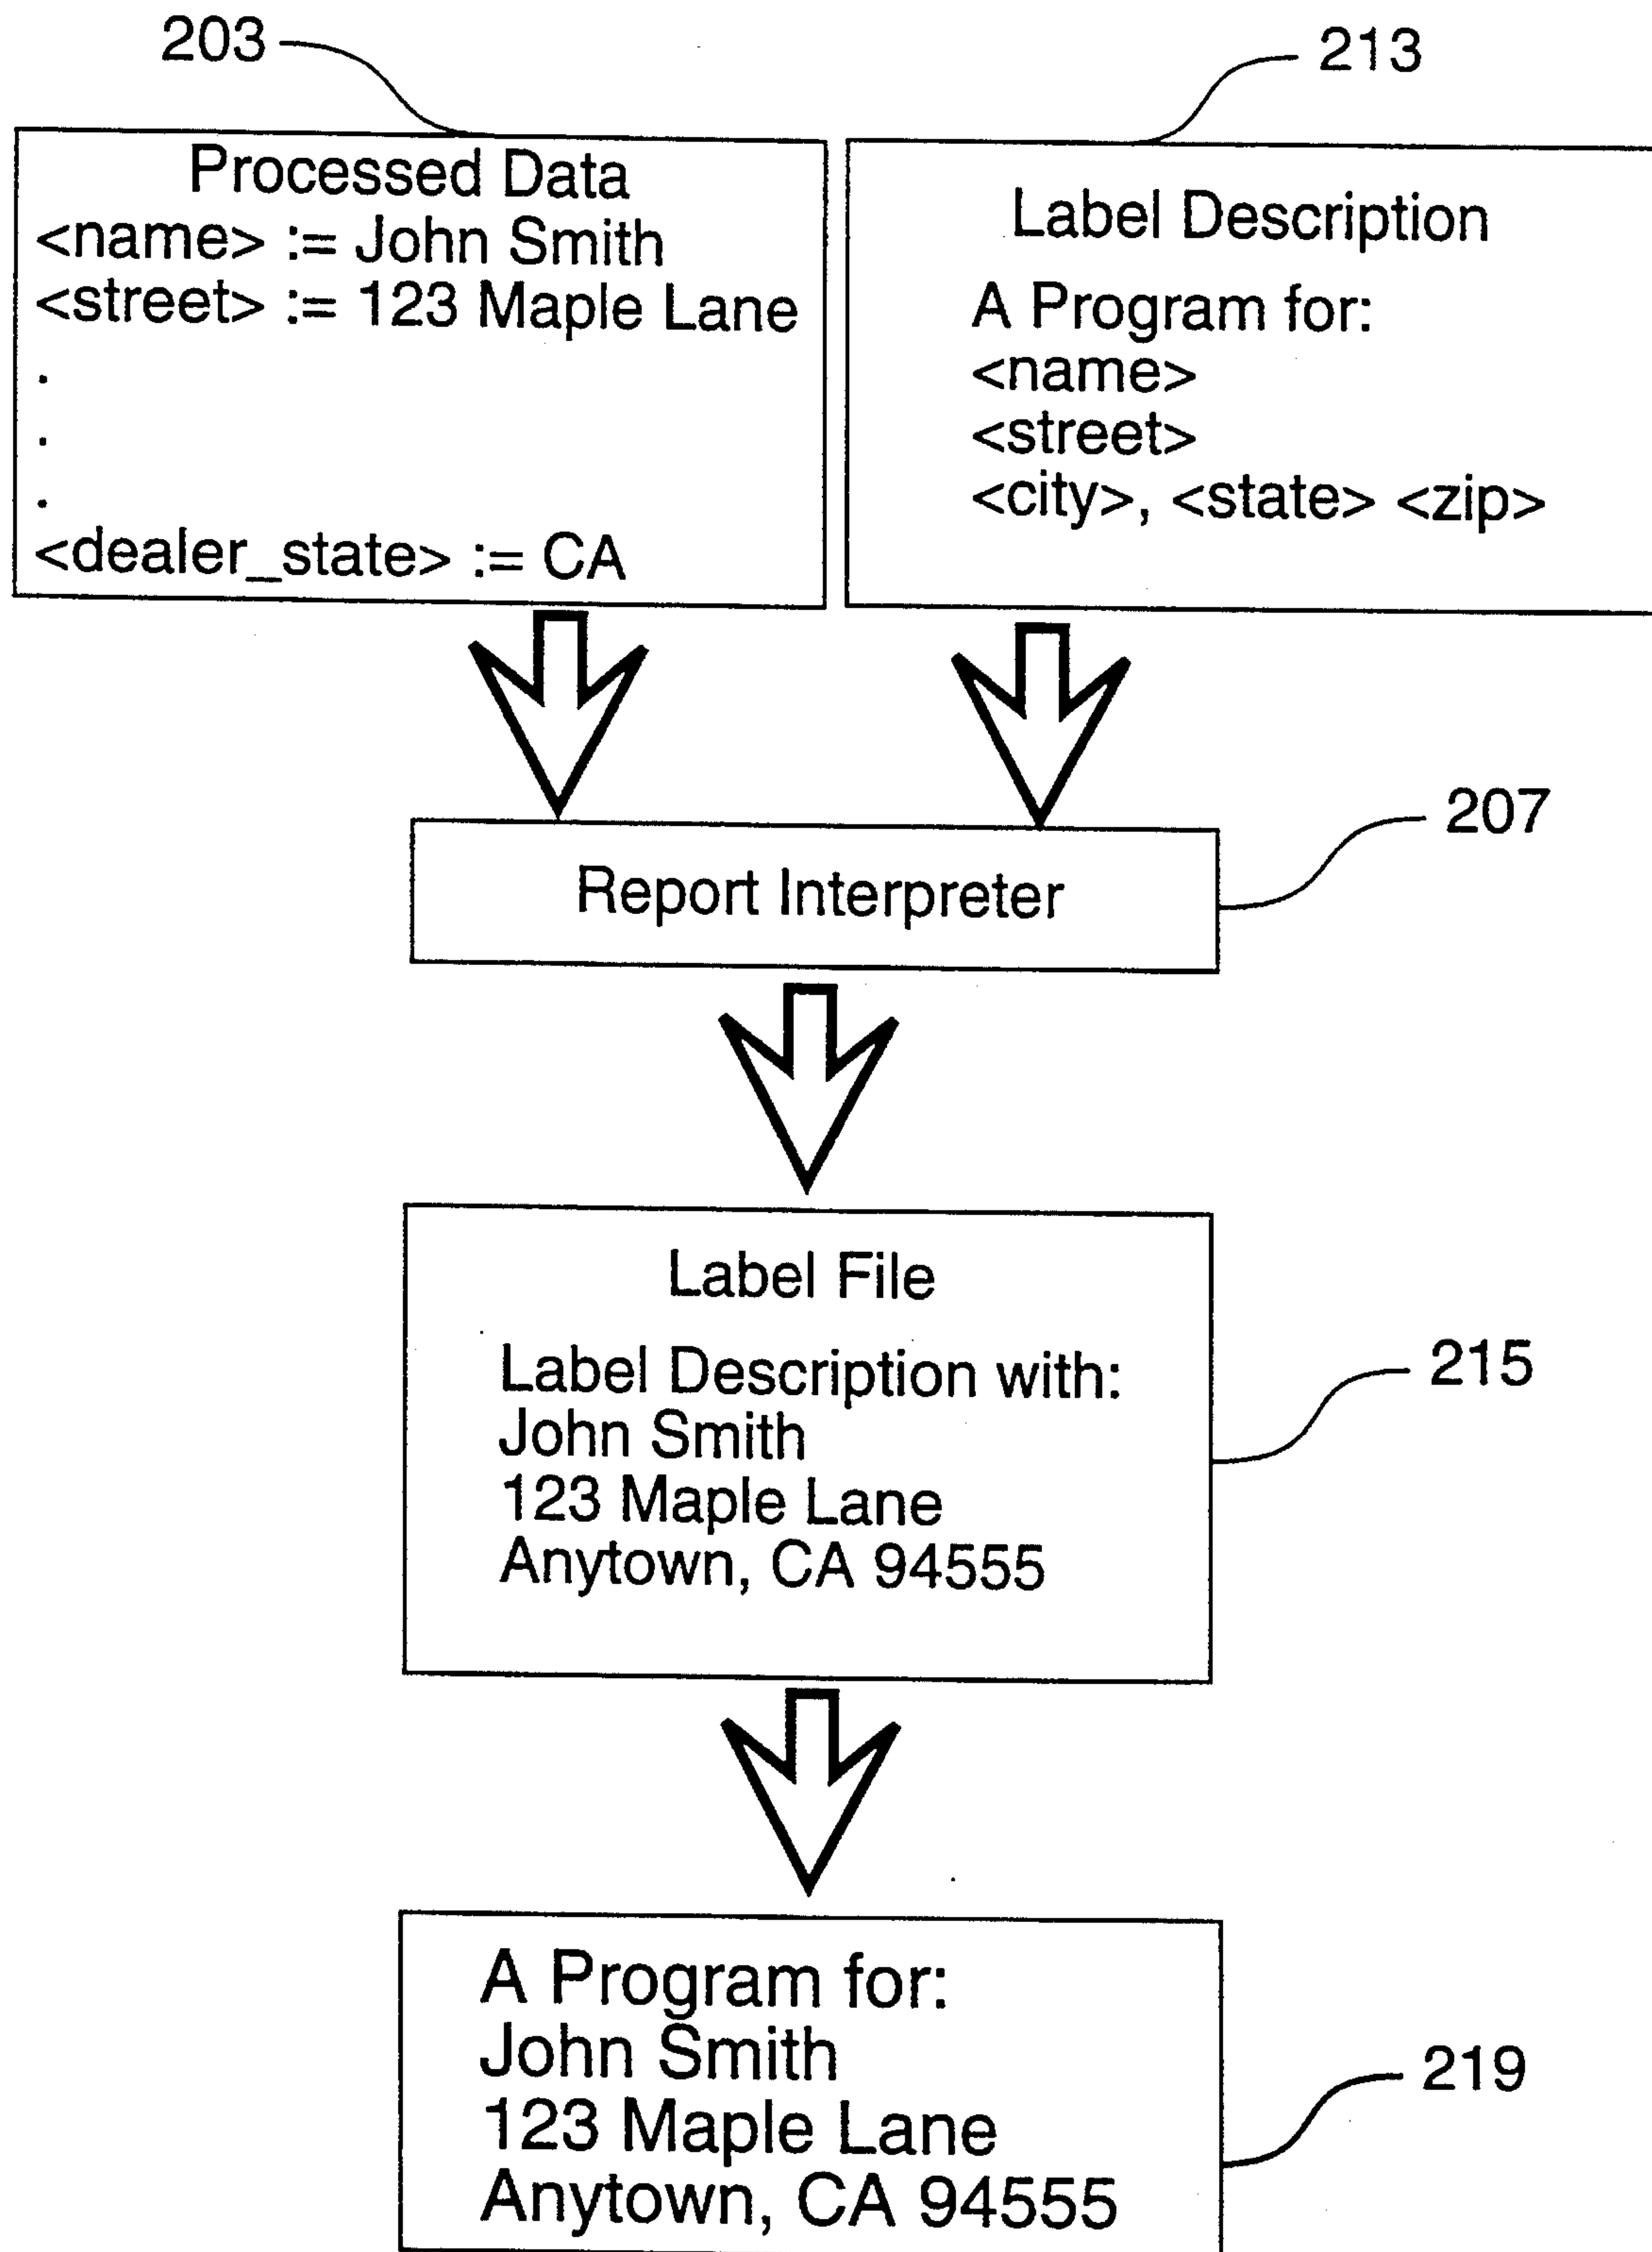 203
213
Processed Data
<name> := John Smith
<street> := 123 Maple Lane
.
.
.
<dealer_state> := CA
Label Description
A Program for:
<name>
<street>
<city>, <state> <zip>
207
Report Interpreter
Label File
Label Description with:
John Smith
123 Maple Lane
Anytown, CA 94555
215
A Program for:
John Smith
123 Maple Lane
Anytown, CA 94555
219